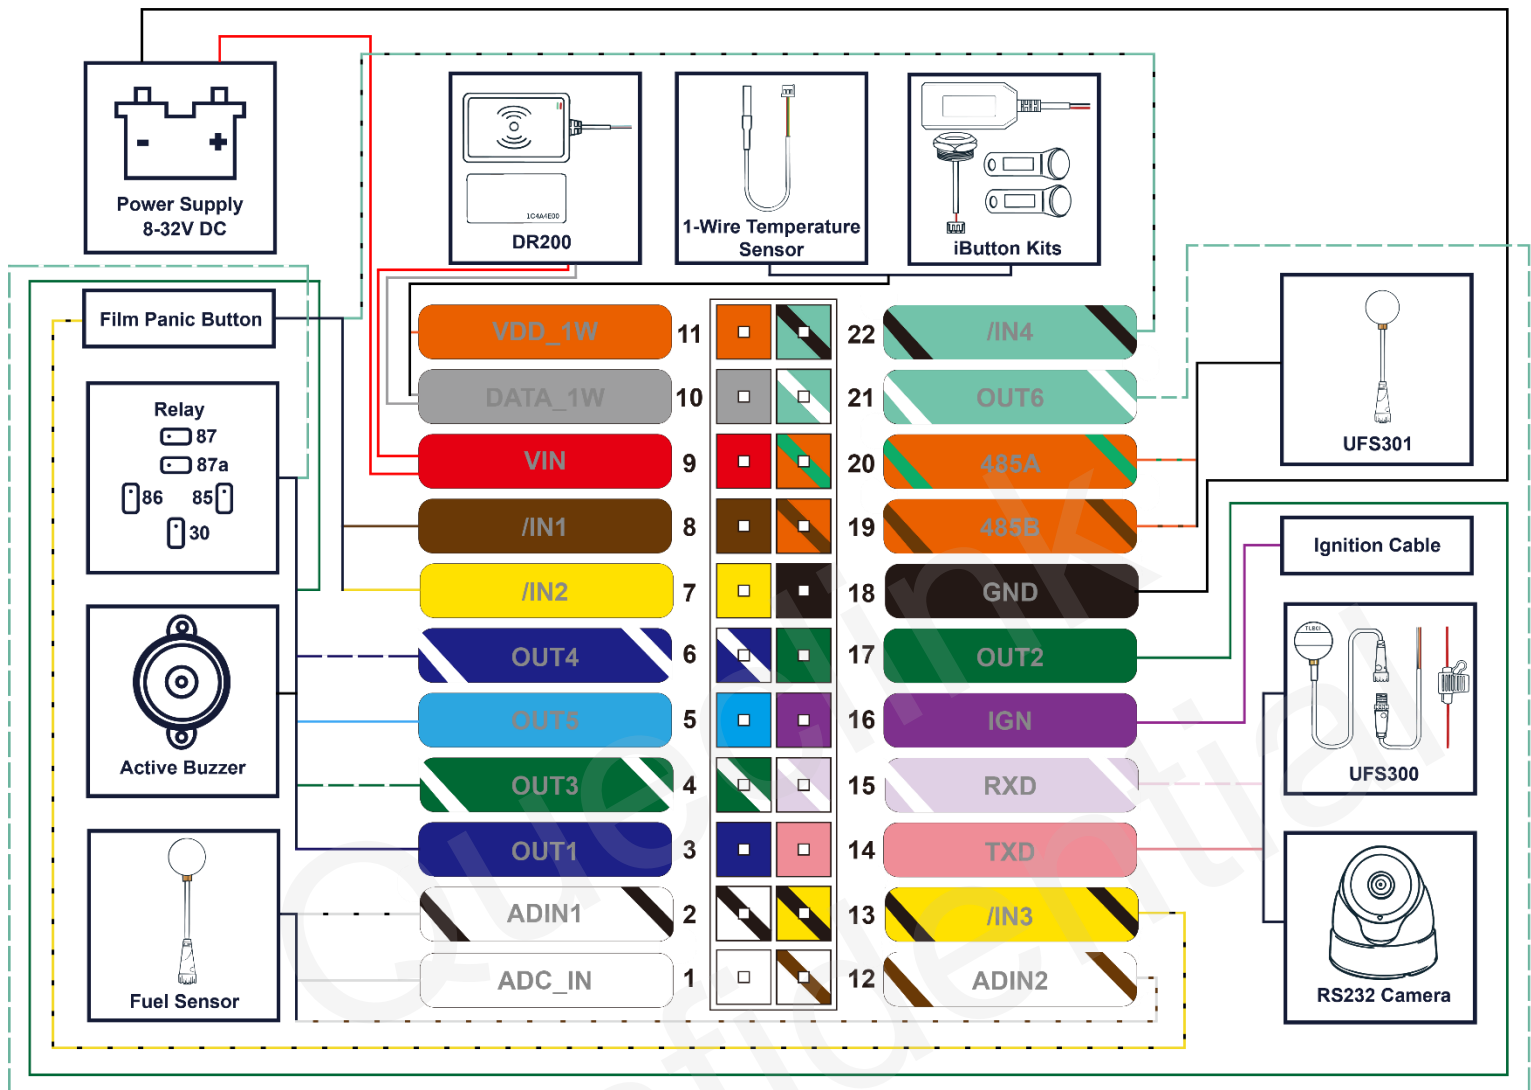 Power Supply
8-32V DC
1C4A4E00
DR200
1-Wire Temperature
Sensor
iButton Kits
Film Panic Button
Relay
87
87a
86
85
30
Active Buzzer
Fuel Sensor
VDD_1W
11
22
/IN4
DATA_1W
10
21
OUT6
VIN
9
20
485A
/IN1
8
19
485B
/IN2
7
18
GND
OUT4
6
17
OUT2
OUT5
5
16
IGN
OUT3
4
15
RXD
OUT1
3
14
TXD
ADIN1
2
13
/IN3
ADC_IN
1
12
ADIN2
UFS301
Ignition Cable
UFS300
RS232 Camera
Queclink